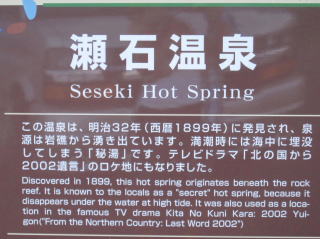 瀬石温泉
Seseki Hot Spring
この温泉は、明治32年(西暦1899年)に発見され、泉
源は岩礁から湧き出ています。満潮時には海中に埋
没してしまう「秘湯」です。テレビドラマ「北の国から
2002遺言」のロケ地にもなりました。
Discovered in 1899, this hot spring originates beneath the rock
reef. It is known to the locals as a "secret" hot spring, because it
disappears under the water at high tide. It was also used as a loca-
tion in the famous TV drama Kita No Kuni Kara: 2002 Yui-
gon("From the Northern Country: Last Word 2002")